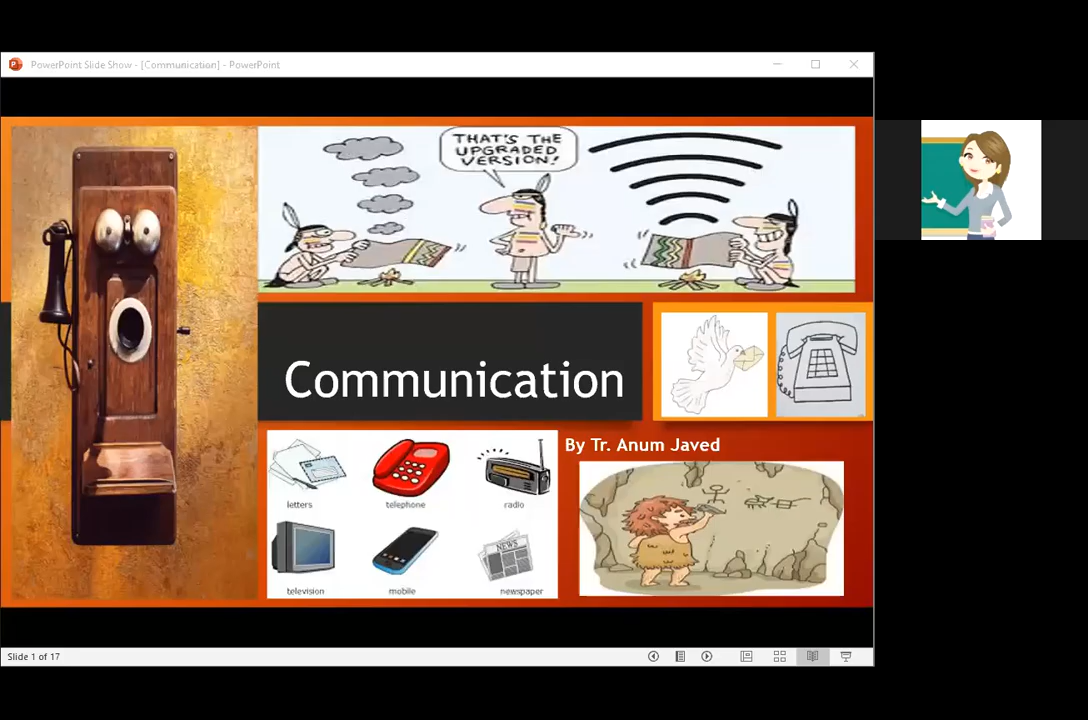 PowerPoint Slide Show - [Communication] - PowerPoint
THAT'S THE
UPGRADED
VERSION!
Communication
By Tr. Anum Javed
letters
telephone
radio
television
mobile
NEWS
newspaper
Slide 1 of 17